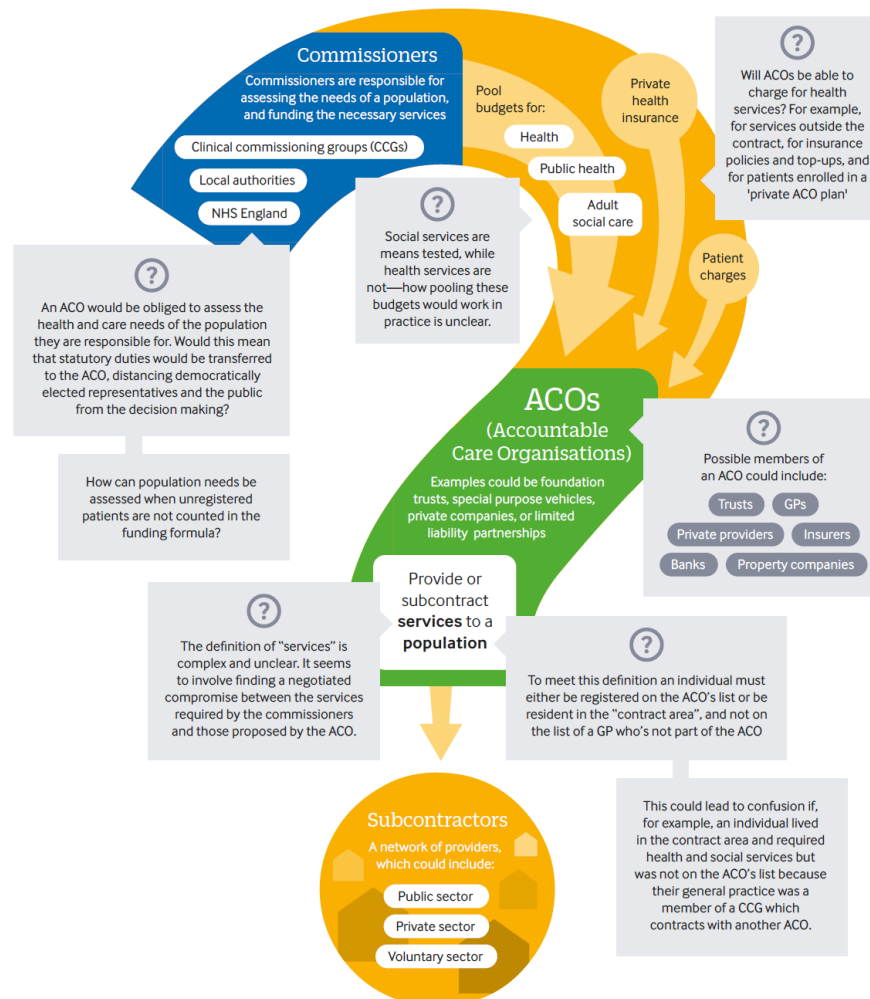 Commissioners
Commissioners are responsible for
assessing the needs of a population,
and funding the necessary services
Clinical commissioning groups (CCGs)
Local authorities
NHS England
Pool
budgets for:
Health
Public health
Adult
social care
Private
health
insurance
Patient
charges
?
Will ACOs be able to
charge for health
services? For example,
for services outside the
contract, for insurance
policies and top-ups, and
for patients enrolled in a
'private ACO plan'
?
Social services are
means tested, while
health services are
not—how pooling these
budgets would work in
practice is unclear.
?
An ACO would be obliged to assess the
health and care needs of the population
they are responsible for. Would this mean
that statutory duties would be transferred
to the ACO, distancing democratically
elected representatives and the public
from the decision making?
How can population needs be
assessed when unregistered
patients are not counted in the
funding formula?
ACOs
(Accountable
Care Organisations)
Examples could be foundation
trusts, special purpose vehicles,
private companies, or limited
liability partnerships
?
Possible members of
an ACO could include:
Trusts
GPs
Private providers
Insurers
Banks
Property companies
Provide or
subcontract
services to a
population
?
The definition of “services” is
complex and unclear. It seems
to involve finding a negotiated
compromise between the services
required by the commissioners
and those proposed by the ACO.
?
To meet this definition an individual must
either be registered on the ACO’s list or be
resident in the “contract area”, and not on
the list of a GP who’s not part of the ACO
This could lead to confusion if,
for example, an individual lived
in the contract area and required
health and social services but
was not on the ACO’s list because
their general practice was a
member of a CCG which
contracts with another ACO.
Subcontractors
A network of providers,
which could include:
Public sector
Private sector
Voluntary sector